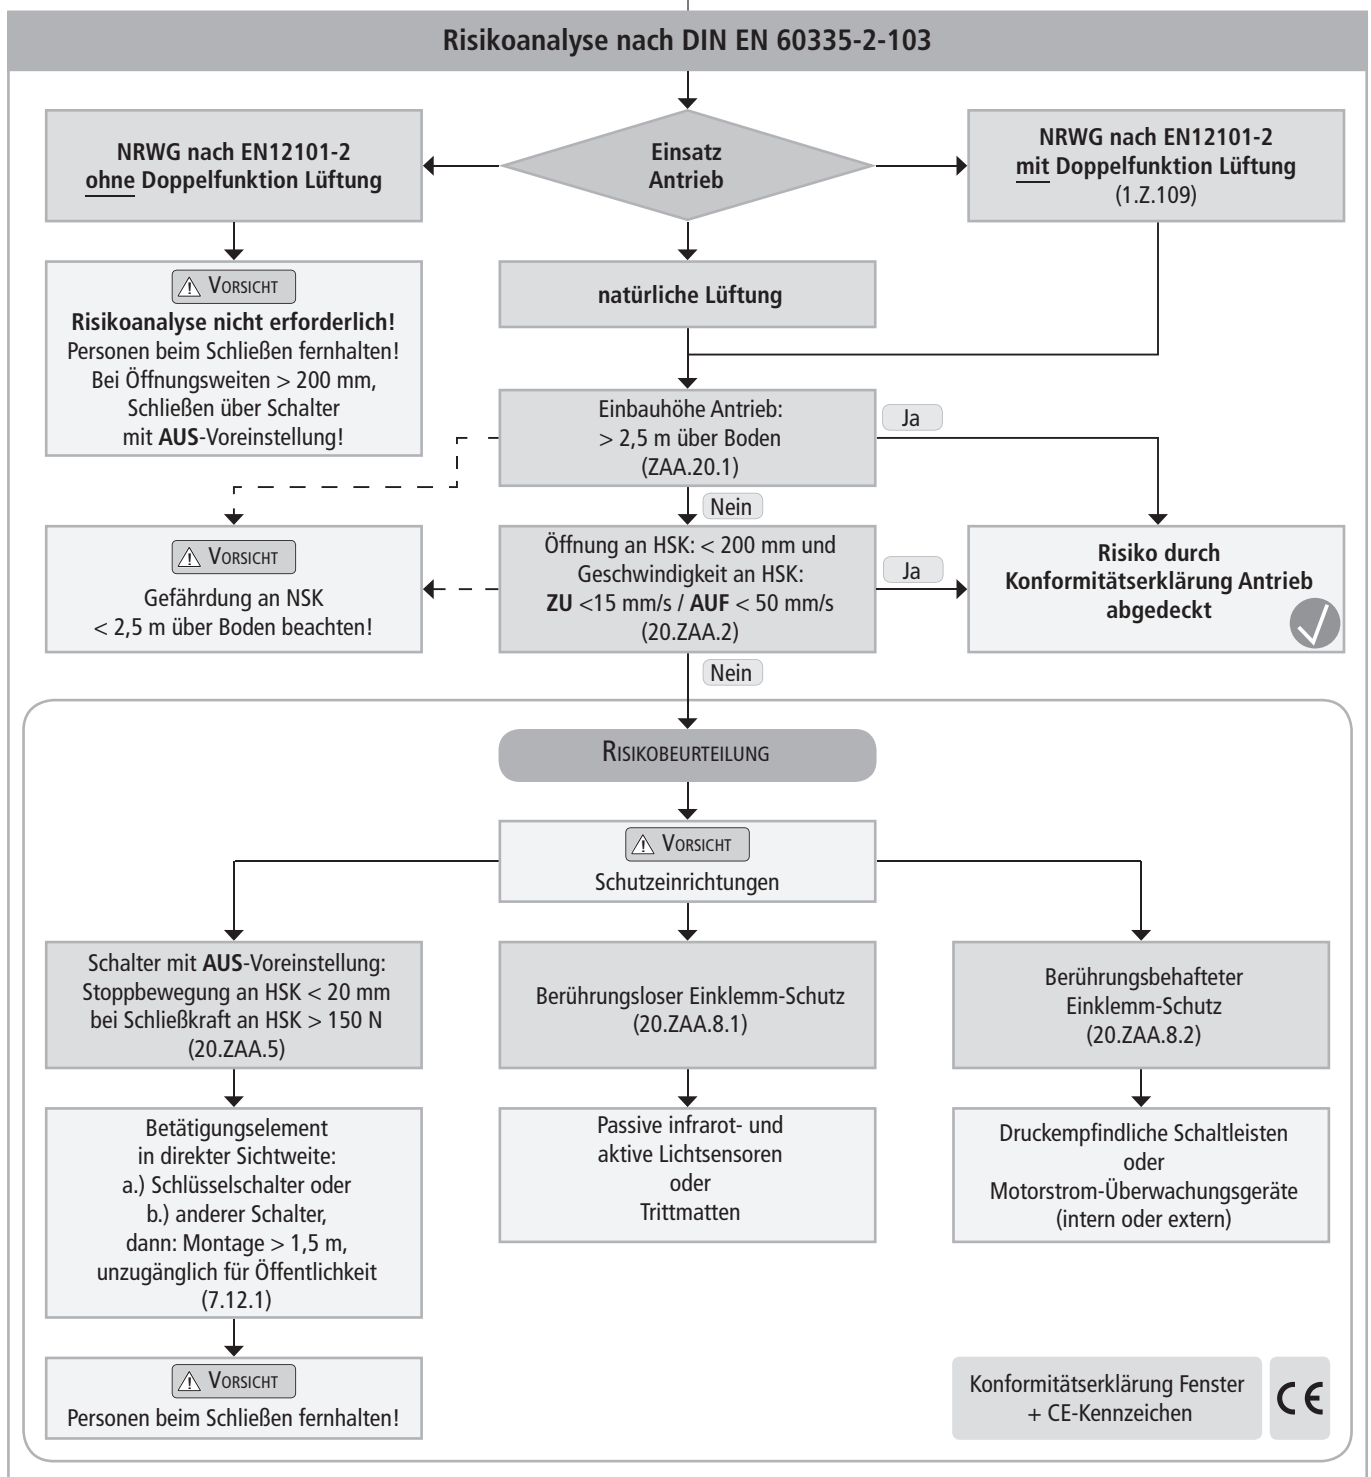 Risikoanalyse nach DIN EN 60335-2-103
NRWG nach EN12101-2
ohne Doppelfunktion Lüftung
Einsatz
Antrieb
NRWG nach EN12101-2
mit Doppelfunktion Lüftung
(1.Z.109)
VORSICHT
Risikoanalyse nicht erforderlich!
Personen beim Schließen fernhalten!
Bei Öffnungsweiten > 200 mm,
Schließen über Schalter
mit AUS-Voreinstellung!
natürliche Lüftung
Einbauhöhe Antrieb:
> 2,5 m über Boden
(ZAA.20.1)
Ja
Nein
VORSICHT
Gefährdung an NSK
< 2,5 m über Boden beachten!
Öffnung an HSK: < 200 mm und
Geschwindigkeit an HSK:
ZU <15 mm/s / AUF < 50 mm/s
(20.ZAA.2)
Ja
Risiko durch
Konformitätserklärung Antrieb
abgedeckt
Nein
RISIKOBEURTEILUNG
VORSICHT
Schutzeinrichtungen
Schalter mit AUS-Voreinstellung:
Stoppbewegung an HSK < 20 mm
bei Schließkraft an HSK > 150 N
(20.ZAA.5)
Berührungsloser Einklemm-Schutz
(20.ZAA.8.1)
Berührungsbehafteter
Einklemm-Schutz
(20.ZAA.8.2)
Betätigungselement
in direkter Sichtweite:
a.) Schlüsselschalter oder
b.) anderer Schalter,
dann: Montage > 1,5 m,
unzugänglich für Öffentlichkeit
(7.12.1)
Passive infrarot- und
aktive Lichtsensoren
oder
Trittmatten
Druckempfindliche Schaltleisten
oder
Motorstrom-Überwachungsgeräte
(intern oder extern)
VORSICHT
Personen beim Schließen fernhalten!
Konformitätserklärung Fenster
+ CE-Kennzeichen
CE